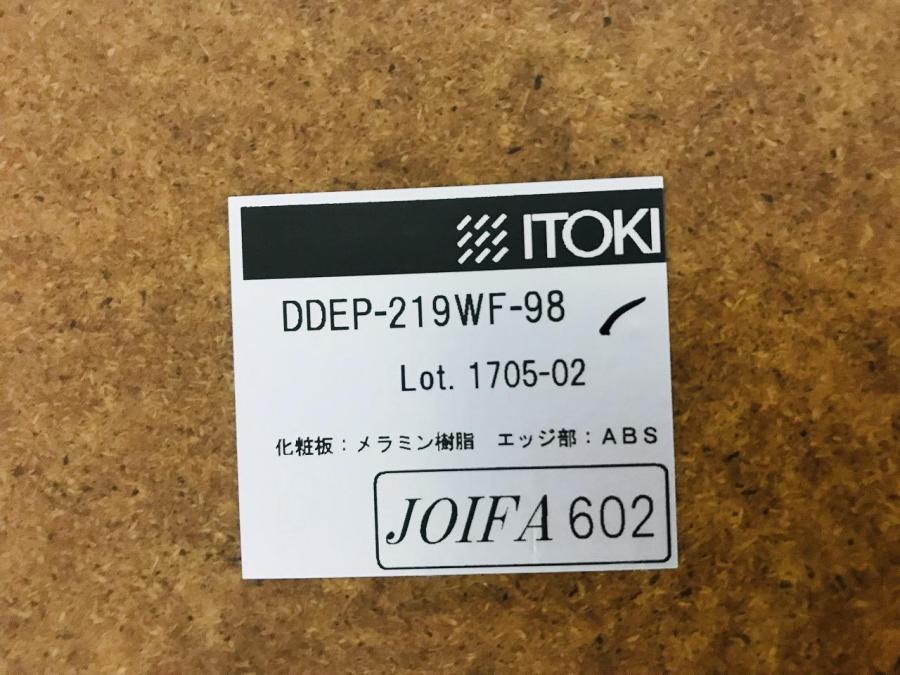 ITOKI
DDEP-219WF-98
Lot. 1705-02
化粧板：メラミン樹脂　エッジ部：ABS
JOIFA 602